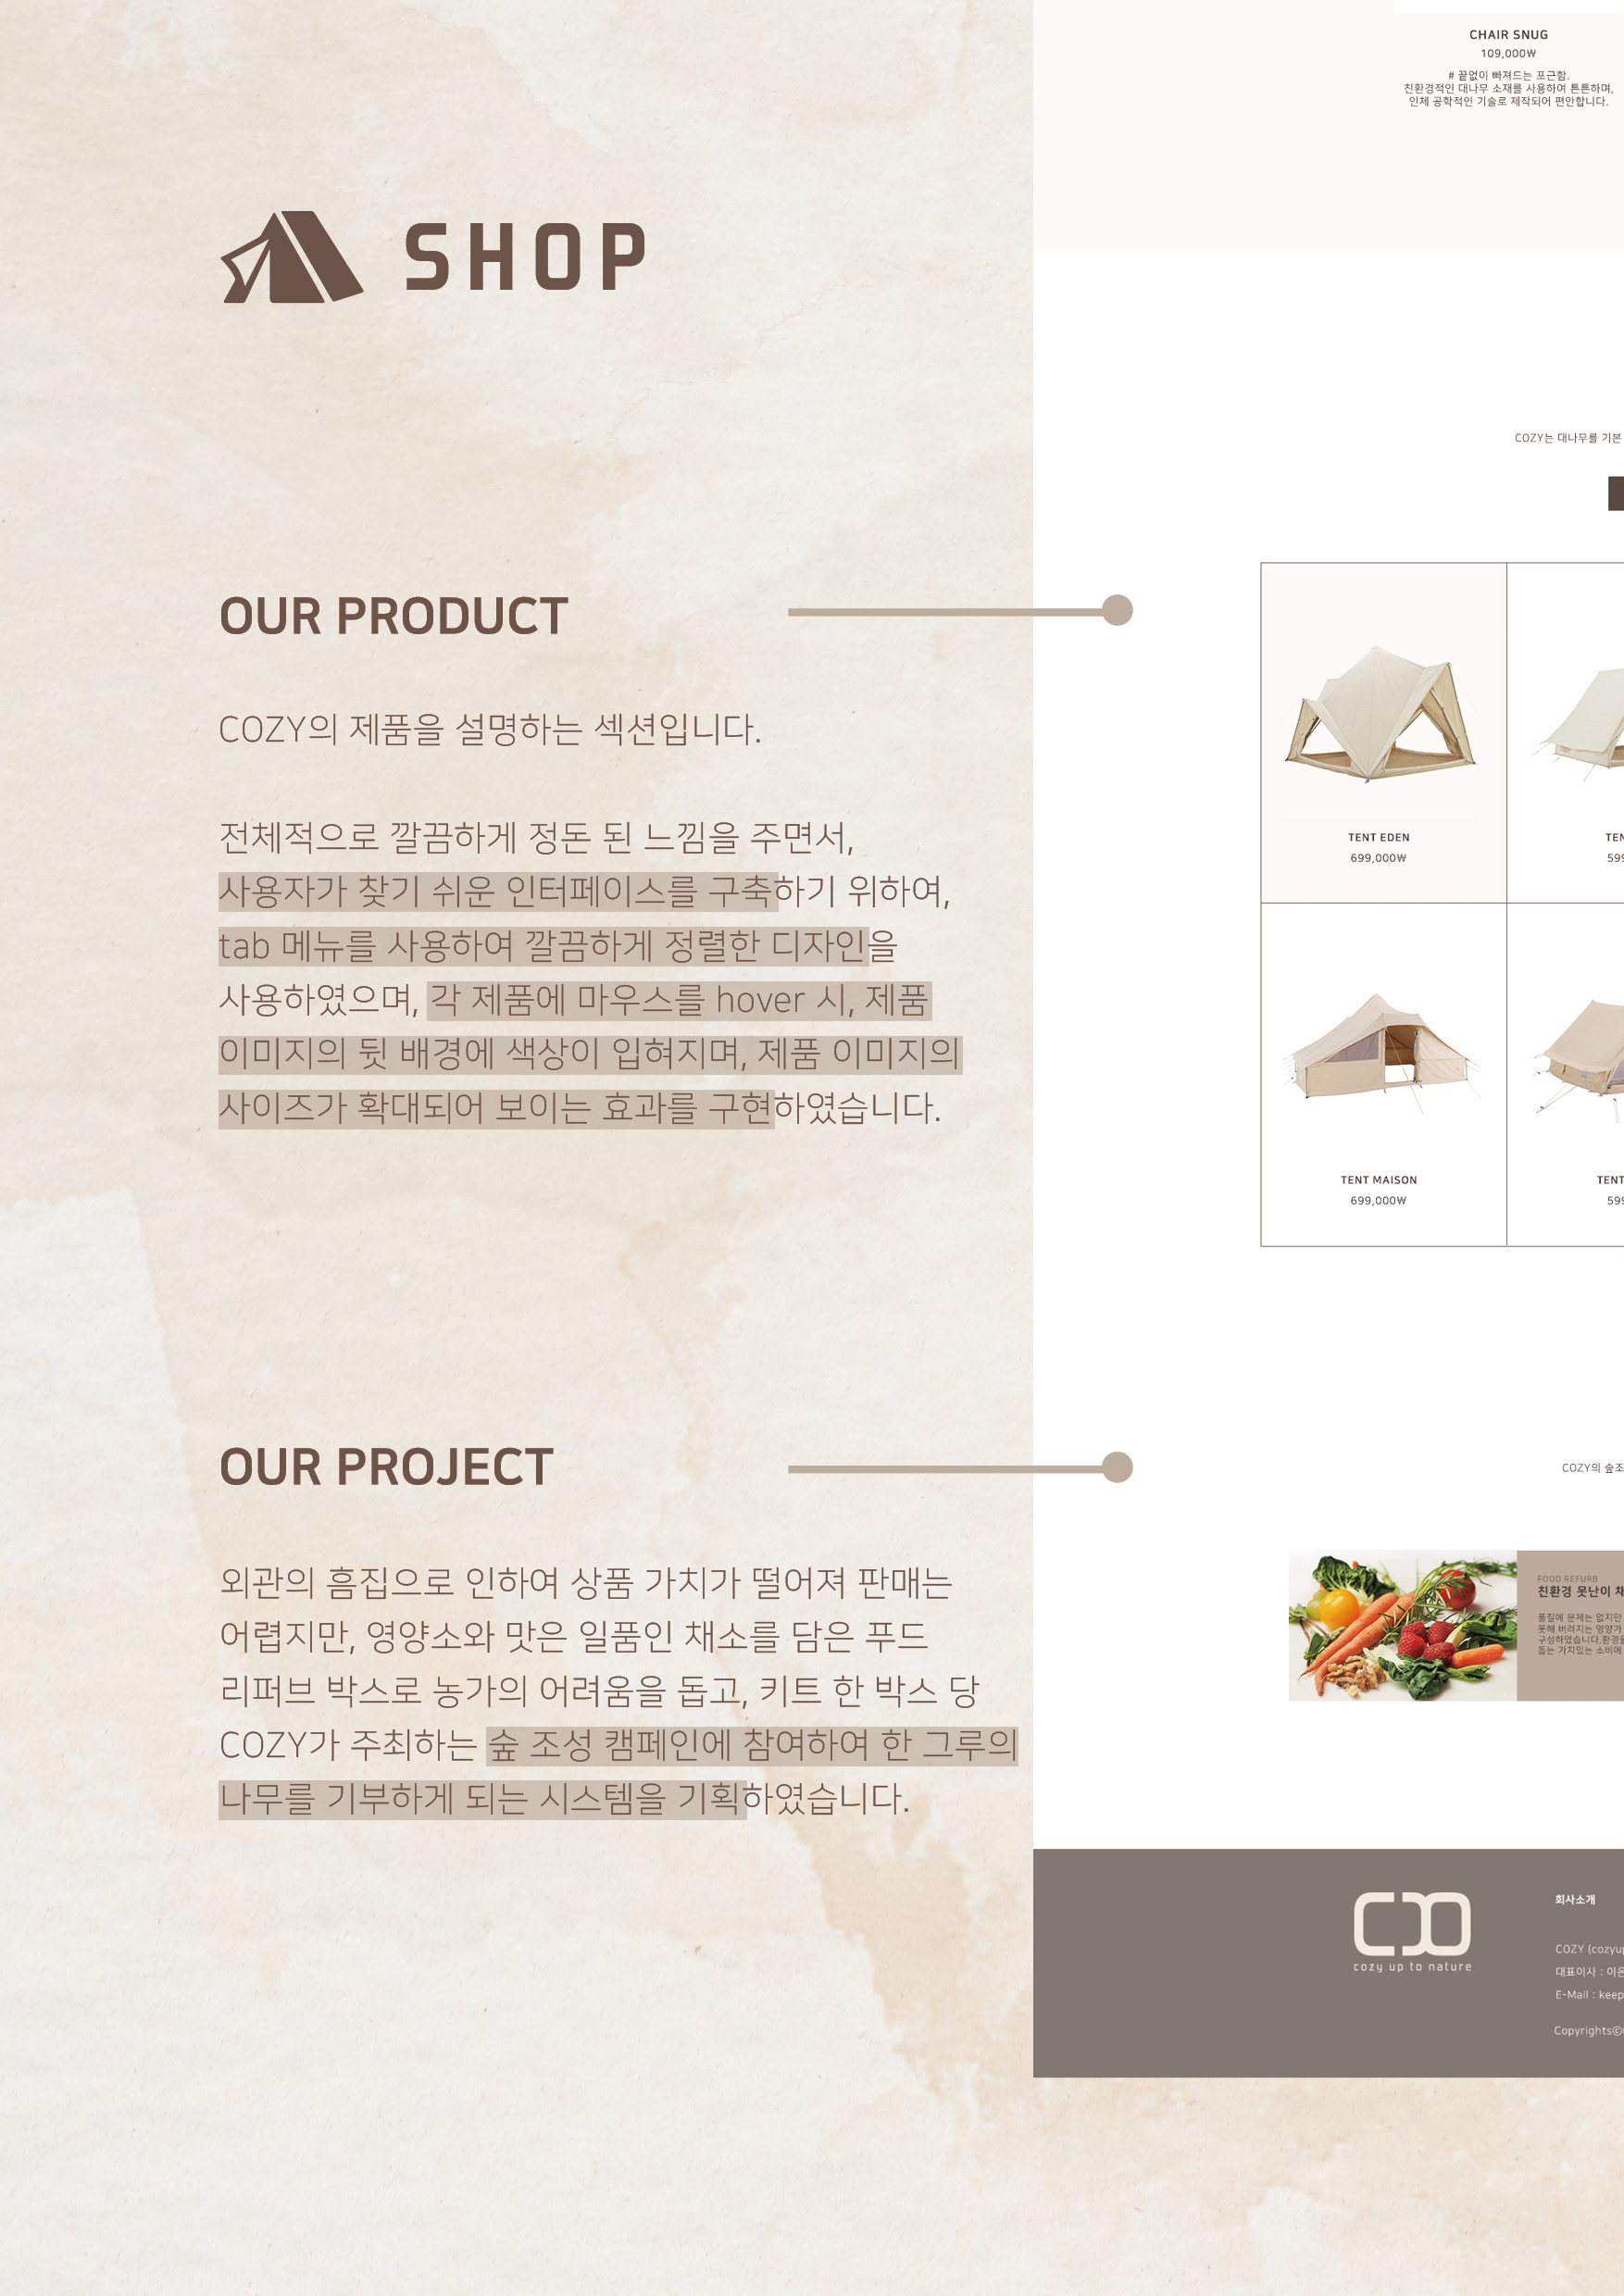 SHOP
OUR PRODUCT
COZY의 제품을 설명하는 섹션입니다.
전체적으로 깔끔하게 정돈 된 느낌을 주면서,
사용자가 찾기 쉬운 인터페이스를 구축하기 위하여,
tab 메뉴를 사용하여 깔끔하게 정렬한 디자인을
사용하였으며, 각 제품에 마우스를 hover 시, 제품
이미지의 뒷 배경에 색상이 입혀지며, 제품 이미지의
사이즈가 확대되어 보이는 효과를 구현하였습니다.
OUR PROJECT
외관의 흠집으로 인하여 상품 가치가 떨어져 판매는
어렵지만, 영양소와 맛은 일품인 채소를 담은 푸드
리퍼브 박스로 농가의 어려움을 돕고, 키트 한 박스 당
COZY가 주최하는 숲 조성 캠페인에 참여하여 한 그루의
나무를 기부하게 되는 시스템을 기획하였습니다.
CHAIR SNUG
109,000₩
# 끝없이 빠져드는 포근함.
친환경적인 대나무 소재를 사용하여 튼튼하며,
인체 공학적인 기술로 제작되어 편안합니다.
COZY는 대나무를 기본
TENT EDEN
699,000₩
TENT MAISON
699,000₩
TENT
COZY의 숲조
FOOD REFURB
친환경 못난이
품질에 문제는 없지만
못해 버려지는 영양가
구성하였습니다.환경을
돕는 가치있는 소비에
cozy up to nature
회사소개
COZY (cozyup
대표이사 : 이은
E-Mail : keep
Copyrights©